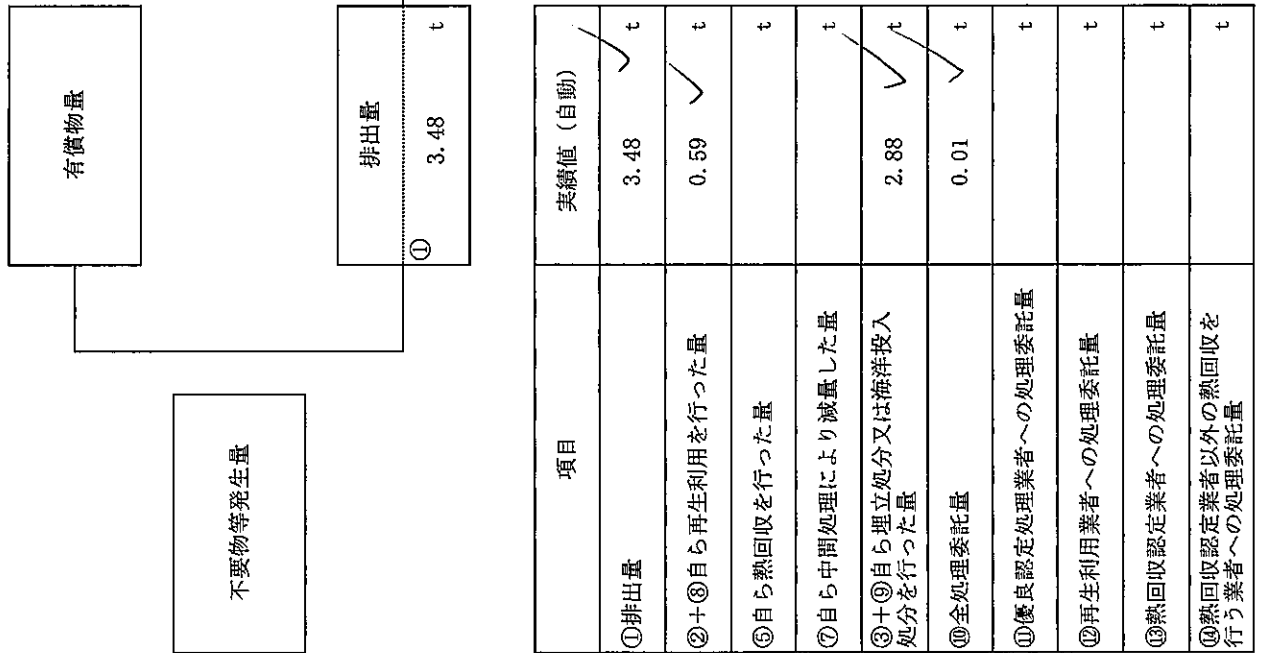 不要物等発生量
有償物量
排出量
① 3.48 t
項目 実績値（自動）
①排出量 3.48 t
②＋⑧自ら再生利用を行った量 0.59 t
⑤自ら熱回収を行った量 t
⑦自ら中間処理により減量した量 t
③＋⑨自ら埋立処分又は海洋投入
処分を行った量 2.88 t
⑩全処理委託量 0.01 t
⑪優良認定処理業者への処理委託量 t
⑫再生利用業者への処理委託量 t
⑬熱回収認定業者への処理委託量 t
⑭熱回収認定業者以外の熱回収を
行う業者への処理委託量 t